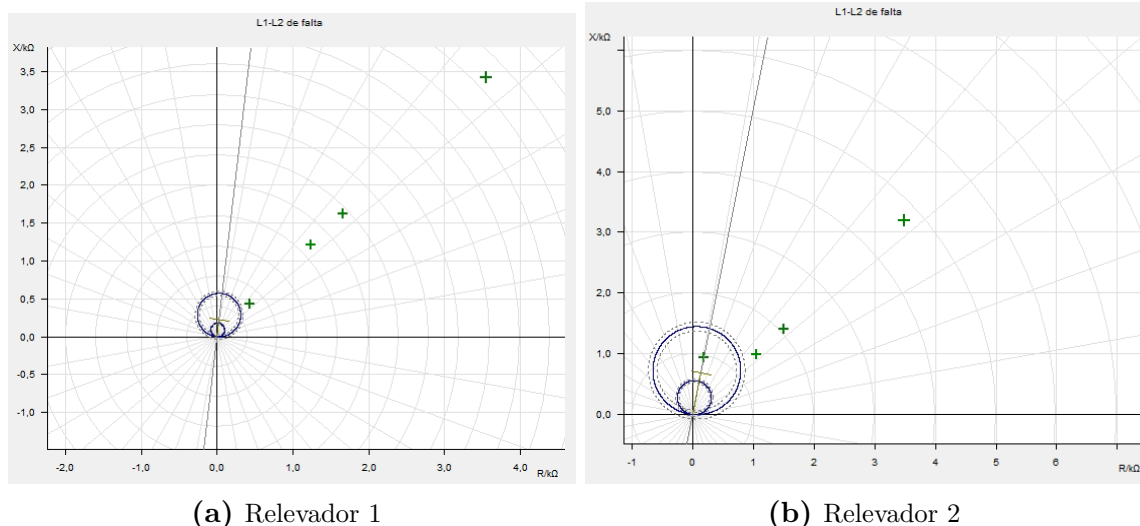 L1-L2 de falta
X/kΩ
3,5
3,0
2,5
2,0
1,5
1,0
0,5
0,0
-0,5
-1,0
-2,0 -1,0 0,0 1,0 2,0 3,0 4,0
R/kΩ
(a) Relevador 1
L1-L2 de falta
X/kΩ
5,0
4,0
3,0
2,0
1,0
0,0
-1 0 1 2 3 4 5 6
R/kΩ
(b) Relevador 2